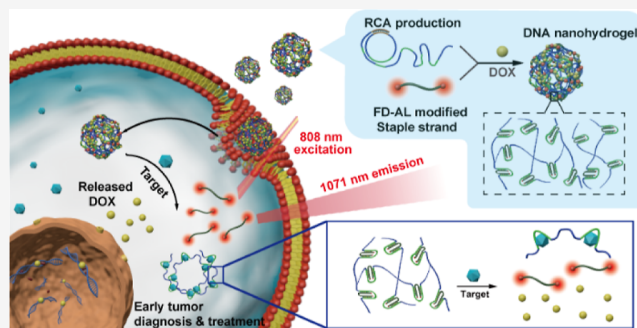 RCA production
DNA nanohydrogel
DOX
FD-AL modified
Staple strand
808 nm
excitation
1071 nm emission
Target
Released
DOX
Early tumor
diagnosis & treatment
Target